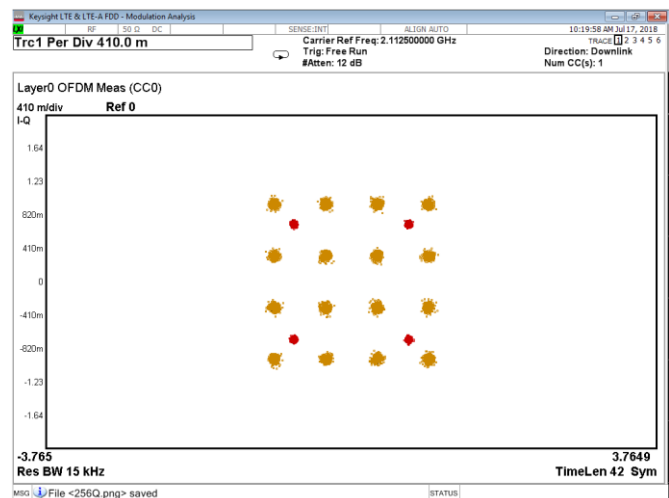 Keysight LTE & LTE-A FDD - Modulation Analysis
RF 50 Ω DC SENSE:INT ALIGN AUTO 10:19:58 AM Jul 17, 2018
Trc1 Per Div 410.0 m
Carrier Ref Freq: 2.112500000 GHz
TRACE 1 2 3 4 5 6
Trig: Free Run
Direction: Downlink
#Atten: 12 dB
Num CC(s): 1
Layer0 OFDM Meas (CC0)
410 m/div Ref 0
I-Q
1.64
1.23
820m
410m
0
-410m
-820m
-1.23
-1.64
-3.765 3.7649
Res BW 15 kHz TimeLen 42 Sym
MSG File <256Q.png> saved STATUS